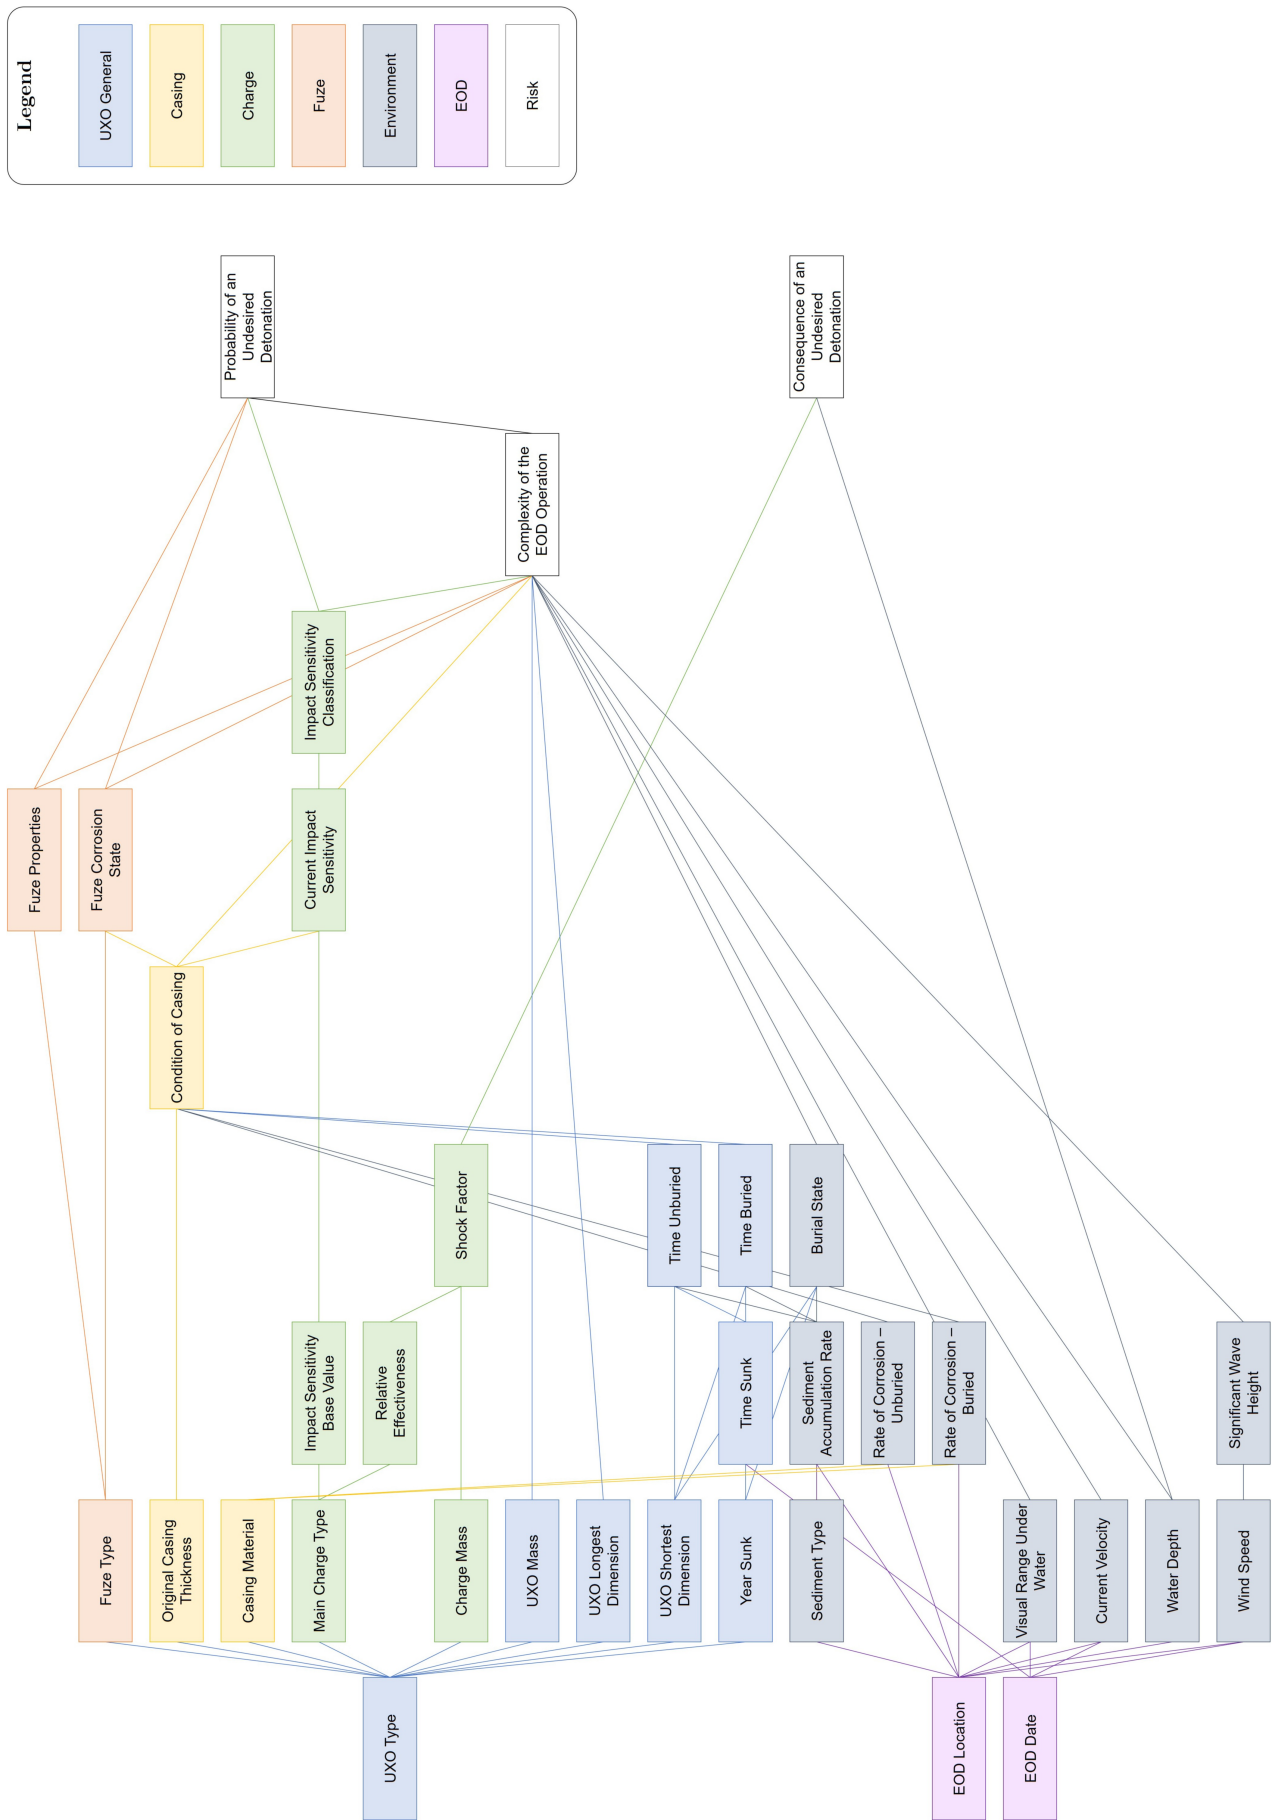 Legend
UXO General
Casing
Charge
Fuze
Environment
EOD
Risk
Probability of an
Undesired
Detonation
Consequence of an
Undesired
Detonation
Complexity of the
EOD Operation
Impact Sensitivity
Classification
Fuze Properties
Fuze Corrosion
State
Current Impact
Sensitivity
Condition of Casing
Shock Factor
Time Unburied
Time Buried
Burial State
Impact Sensitivity
Base Value
Relative
Effectiveness
Time Sunk
Sediment
Accumulation Rate
Rate of Corrosion –
Unburied
Rate of Corrosion –
Buried
Significant Wave
Height
Fuze Type
Original Casing
Thickness
Casing Material
Main Charge Type
Charge Mass
UXO Mass
UXO Longest
Dimension
UXO Shortest
Dimension
Year Sunk
Sediment Type
Visual Range Under
Water
Current Velocity
Water Depth
Wind Speed
UXO Type
EOD Location
EOD Date